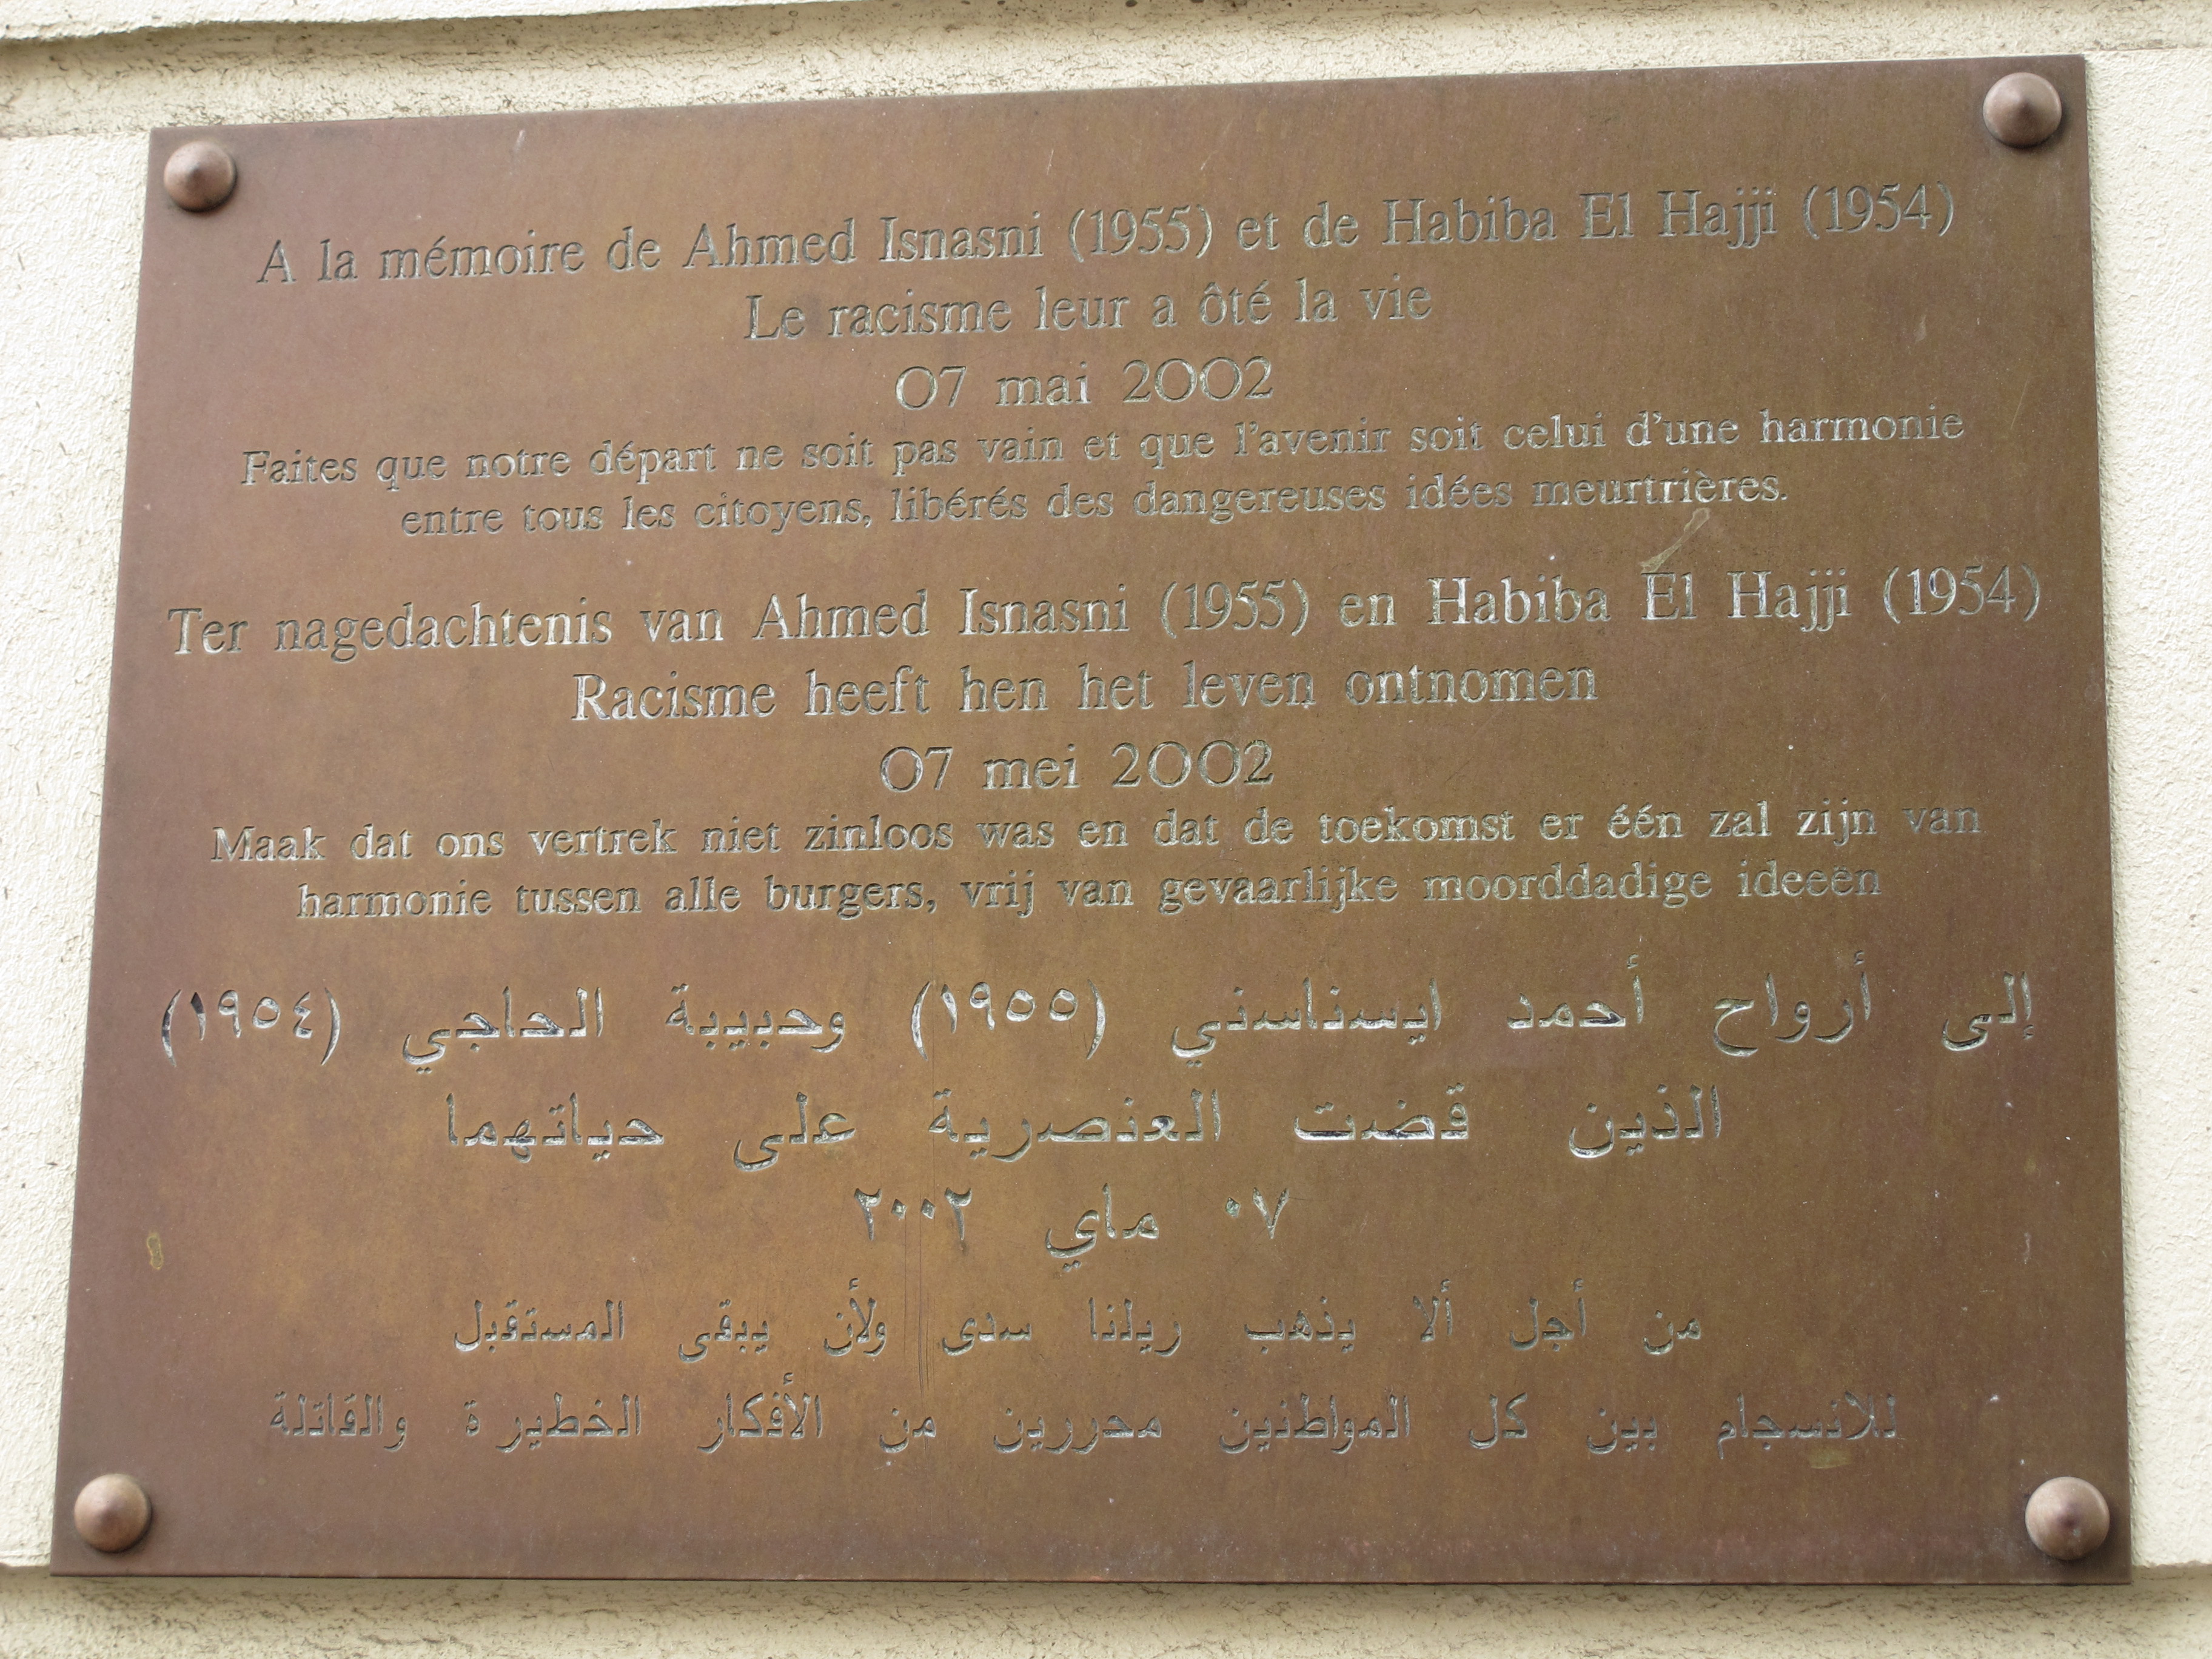 A la mémoire de Ahmed Isnasni (1955) et de Habiba El Hajji (1954)
Le racisme leur a ôté la vie
07 mai 2002
Faites que notre départ ne soit pas vain et que l'avenir soit celui d'une harmonie
entre tous les citoyens, libérés des dangereuses idées meurtrières.
Ter nagedachtenis van Ahmed Isnasni (1955) en Habiba El Hajji (1954)
Racisme heeft hen het leven ontnomen
07 mei 2002
Maak dat ons vertrek niet zinloos was en dat de toekomst er één zal zijn van
harmonie tussen alle burgers, vrij van gevaarlijke moorddadige ideeën
إلى أرواح أحمد ايسناسني (١٩٥٥) وحبيبة الحاجي (١٩٥٤)
الذين قضت العنصرية على حياتهما
٠٧ ماي ٢٠٠٢
من أجل ألا يذهب ريلنا سدى ولأن يبقى المستقبل
للانسجام بين كل المواطنين محررين من الأفكار الخطيرة والقاتلة